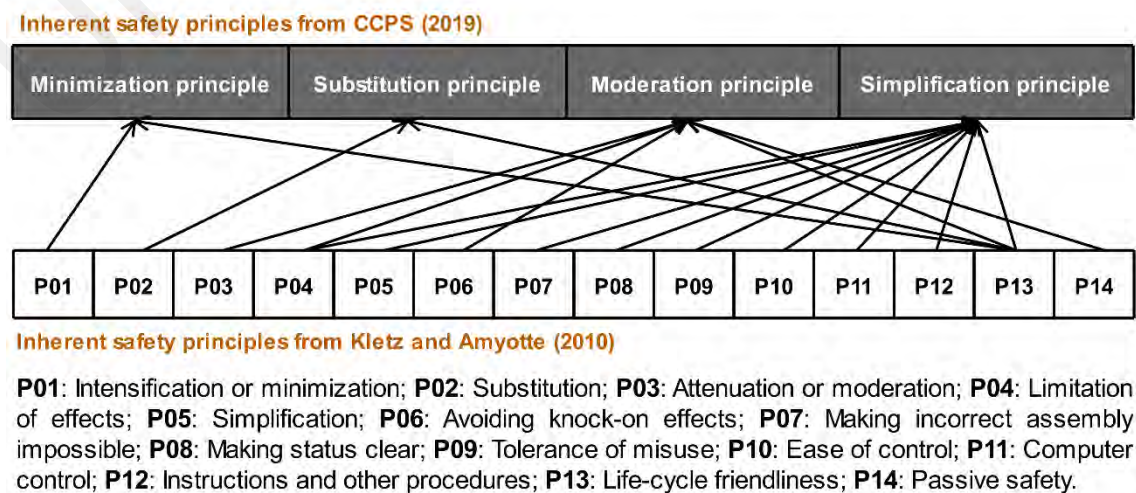 Inherent safety principles from CCPS (2019)
Minimization principle Substitution principle Moderation principle Simplification principle
P01 P02 P03 P04 P05 P06 P07 P08 P09 P10 P11 P12 P13 P14
Inherent safety principles from Kletz and Amyotte (2010)
P01: Intensification or minimization; P02: Substitution; P03: Attenuation or moderation; P04: Limitation
of effects; P05: Simplification; P06: Avoiding knock-on effects; P07: Making incorrect assembly
impossible; P08: Making status clear; P09: Tolerance of misuse; P10: Ease of control; P11: Computer
control; P12: Instructions and other procedures; P13: Life-cycle friendliness; P14: Passive safety.